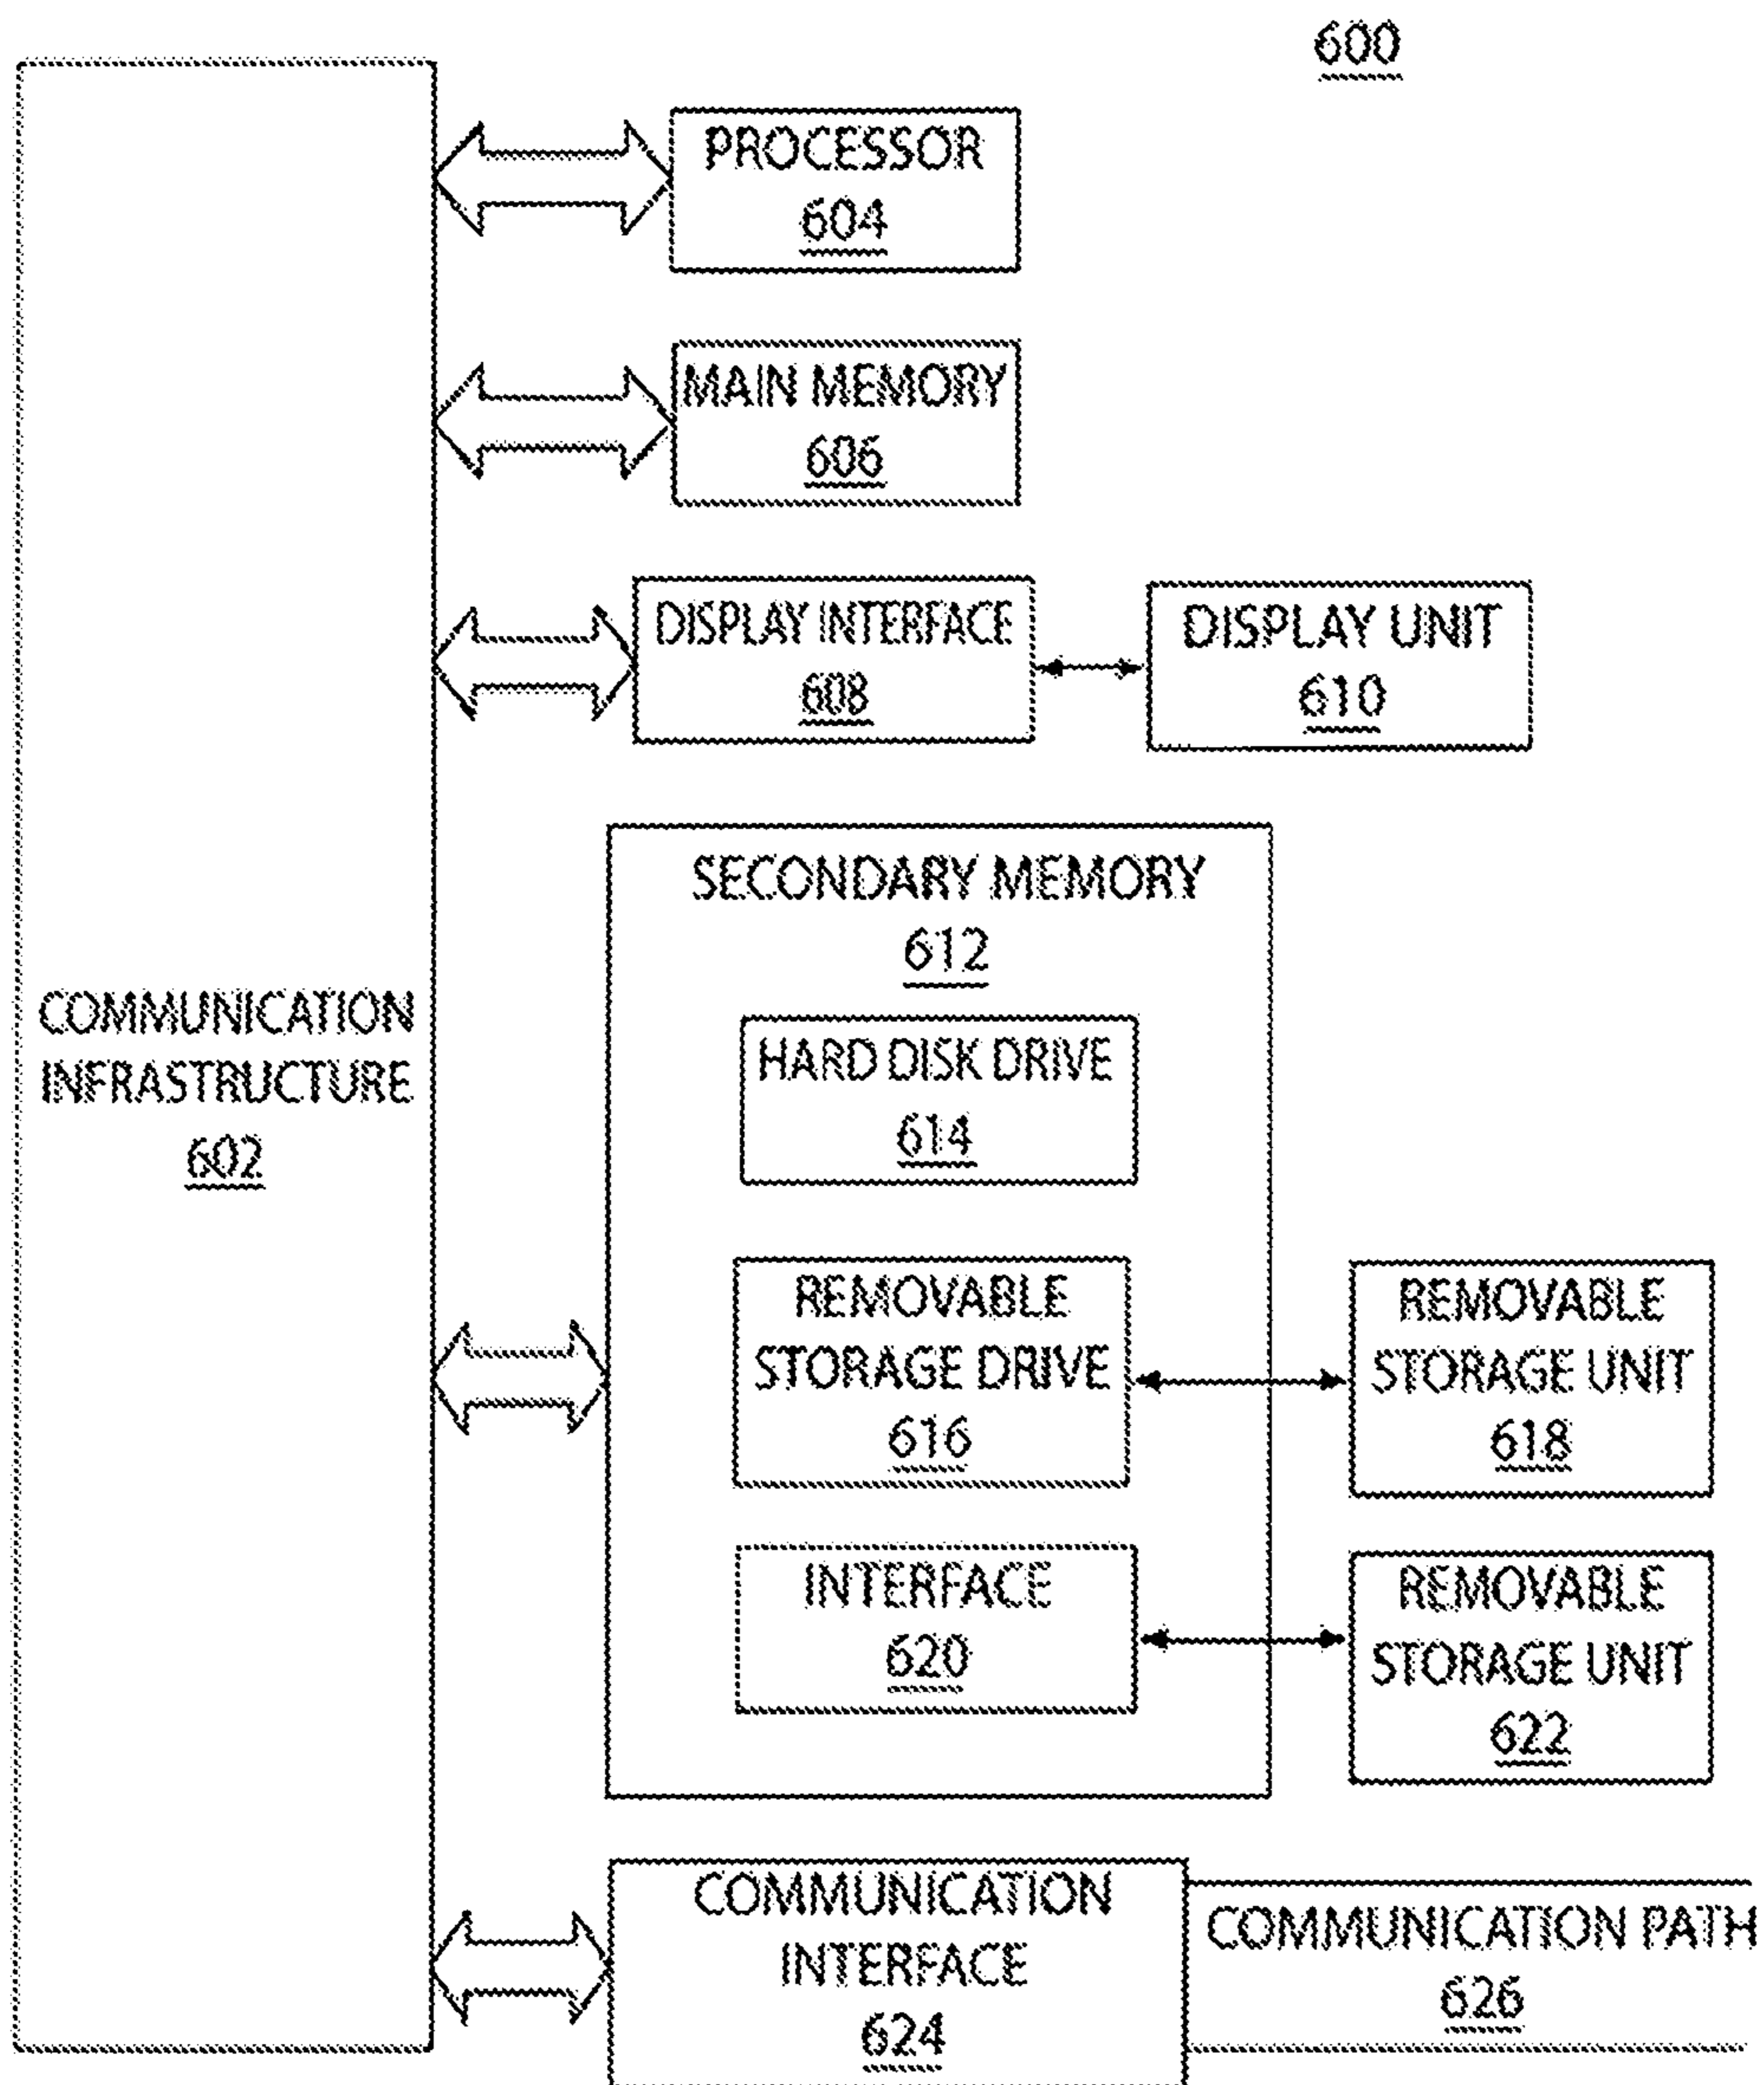 600
PROCESSOR
604
MAIN MEMORY
606
DISPLAY INTERFACE
608
DISPLAY UNIT
610
SECONDARY MEMORY
612
HARD DISK DRIVE
614
COMMUNICATION
INFRASTRUCTURE
602
REMOVABLE
STORAGE DRIVE
616
REMOVABLE
STORAGE UNIT
618
INTERFACE
620
REMOVABLE
STORAGE UNIT
622
COMMUNICATION
INTERFACE
624
COMMUNICATION PATH
626